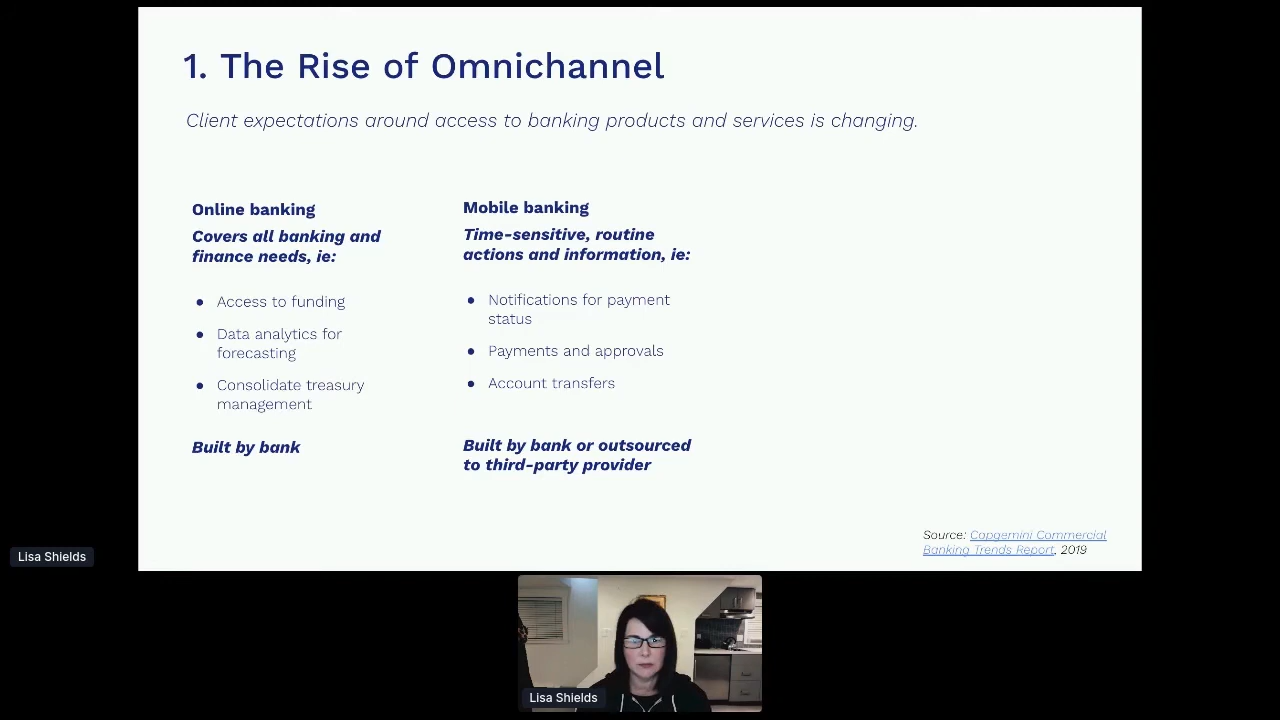 1. The Rise of Omnichannel
Client expectations around access to banking products and services is changing.
Online banking
Covers all banking and
finance needs, ie:
● Access to funding
● Data analytics for
forecasting
● Consolidate treasury
management
Built by bank
Mobile banking
Time-sensitive, routine
actions and information, ie:
● Notifications for payment
status
● Payments and approvals
● Account transfers
Built by bank or outsourced
to third-party provider
Source: Capgemini Commercial
Banking Trends Report, 2019
Lisa Shields
Lisa Shields